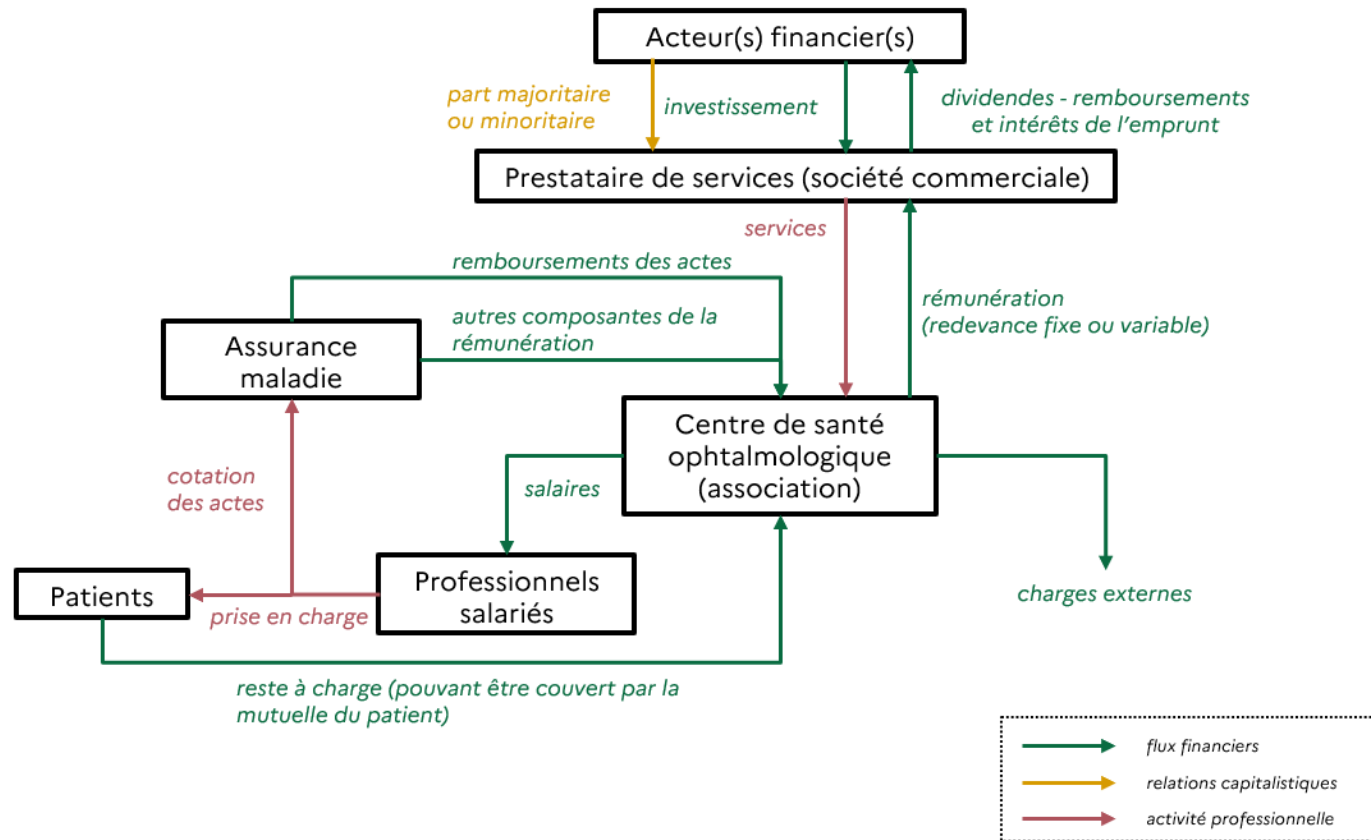 Acteur(s) financier(s)
part majoritaire
ou minoritaire
investissement
dividendes - remboursements
et intérêts de l'emprunt
Prestataire de services (société commerciale)
services
remboursements des actes
rémunération
(redevance fixe ou variable)
autres composantes de la
rémunération
Assurance
maladie
Centre de santé
ophtalmologique
(association)
cotation
des actes
salaires
Professionnels
salariés
Patients
prise en charge
charges externes
reste à charge (pouvant être couvert par la
mutuelle du patient)
flux financiers
relations capitalistiques
activité professionnelle